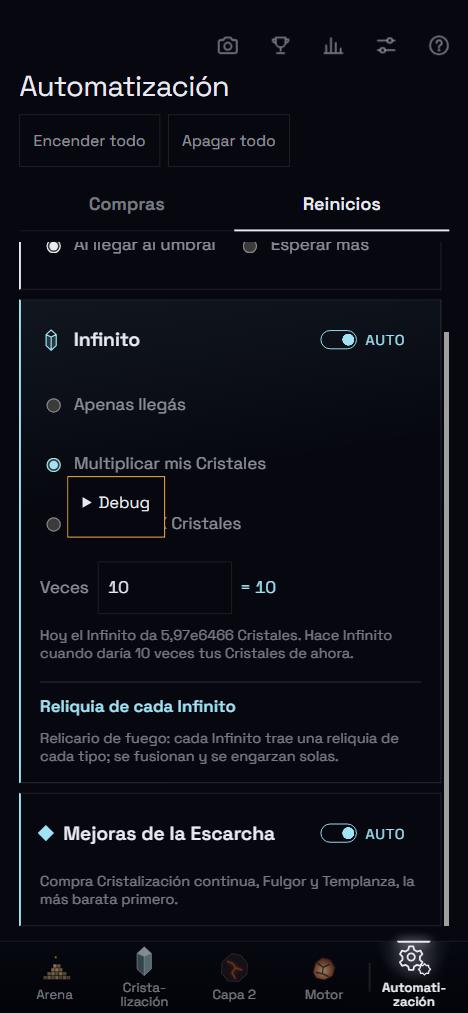 Automatización
Encender todo
Apagar todo
Compras
Reinicios
Al llegar al umbral
Esperar más
Infinito
AUTO
Apenas llegás
Multiplicar mis Cristales
▶ Debug
Cristales
Veces
10
= 10
Hoy el Infinito da 5,97e6466 Cristales. Hace Infinito
cuando daría 10 veces tus Cristales de ahora.
Reliquia de cada Infinito
Relicario de fuego: cada Infinito trae una reliquia de
cada tipo; se fusionan y se engarzan solas.
Mejoras de la Escarcha
AUTO
Compra Cristalización continua, Fulgor y Templanza, la
más barata primero.
Arena
Crista-
lización
Capa 2
Motor
Automati-
zación